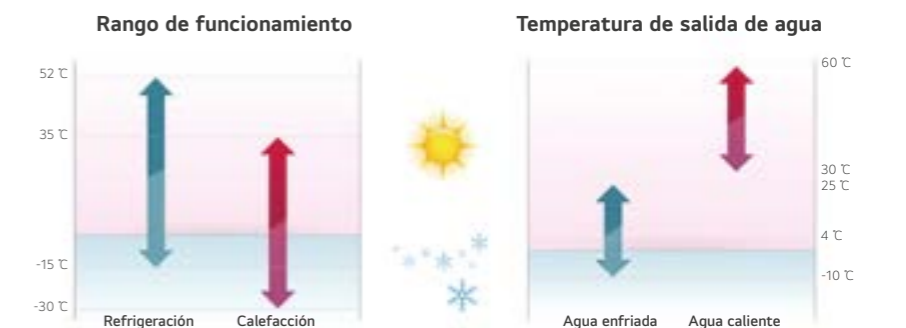 Rango de funcionamiento
52 ℃
35 ℃
-15 ℃
-30 ℃
Refrigeración Calefacción
Temperatura de salida de agua
60 ℃
30 ℃
25 ℃
4 ℃
-10 ℃
Agua enfriada Agua caliente